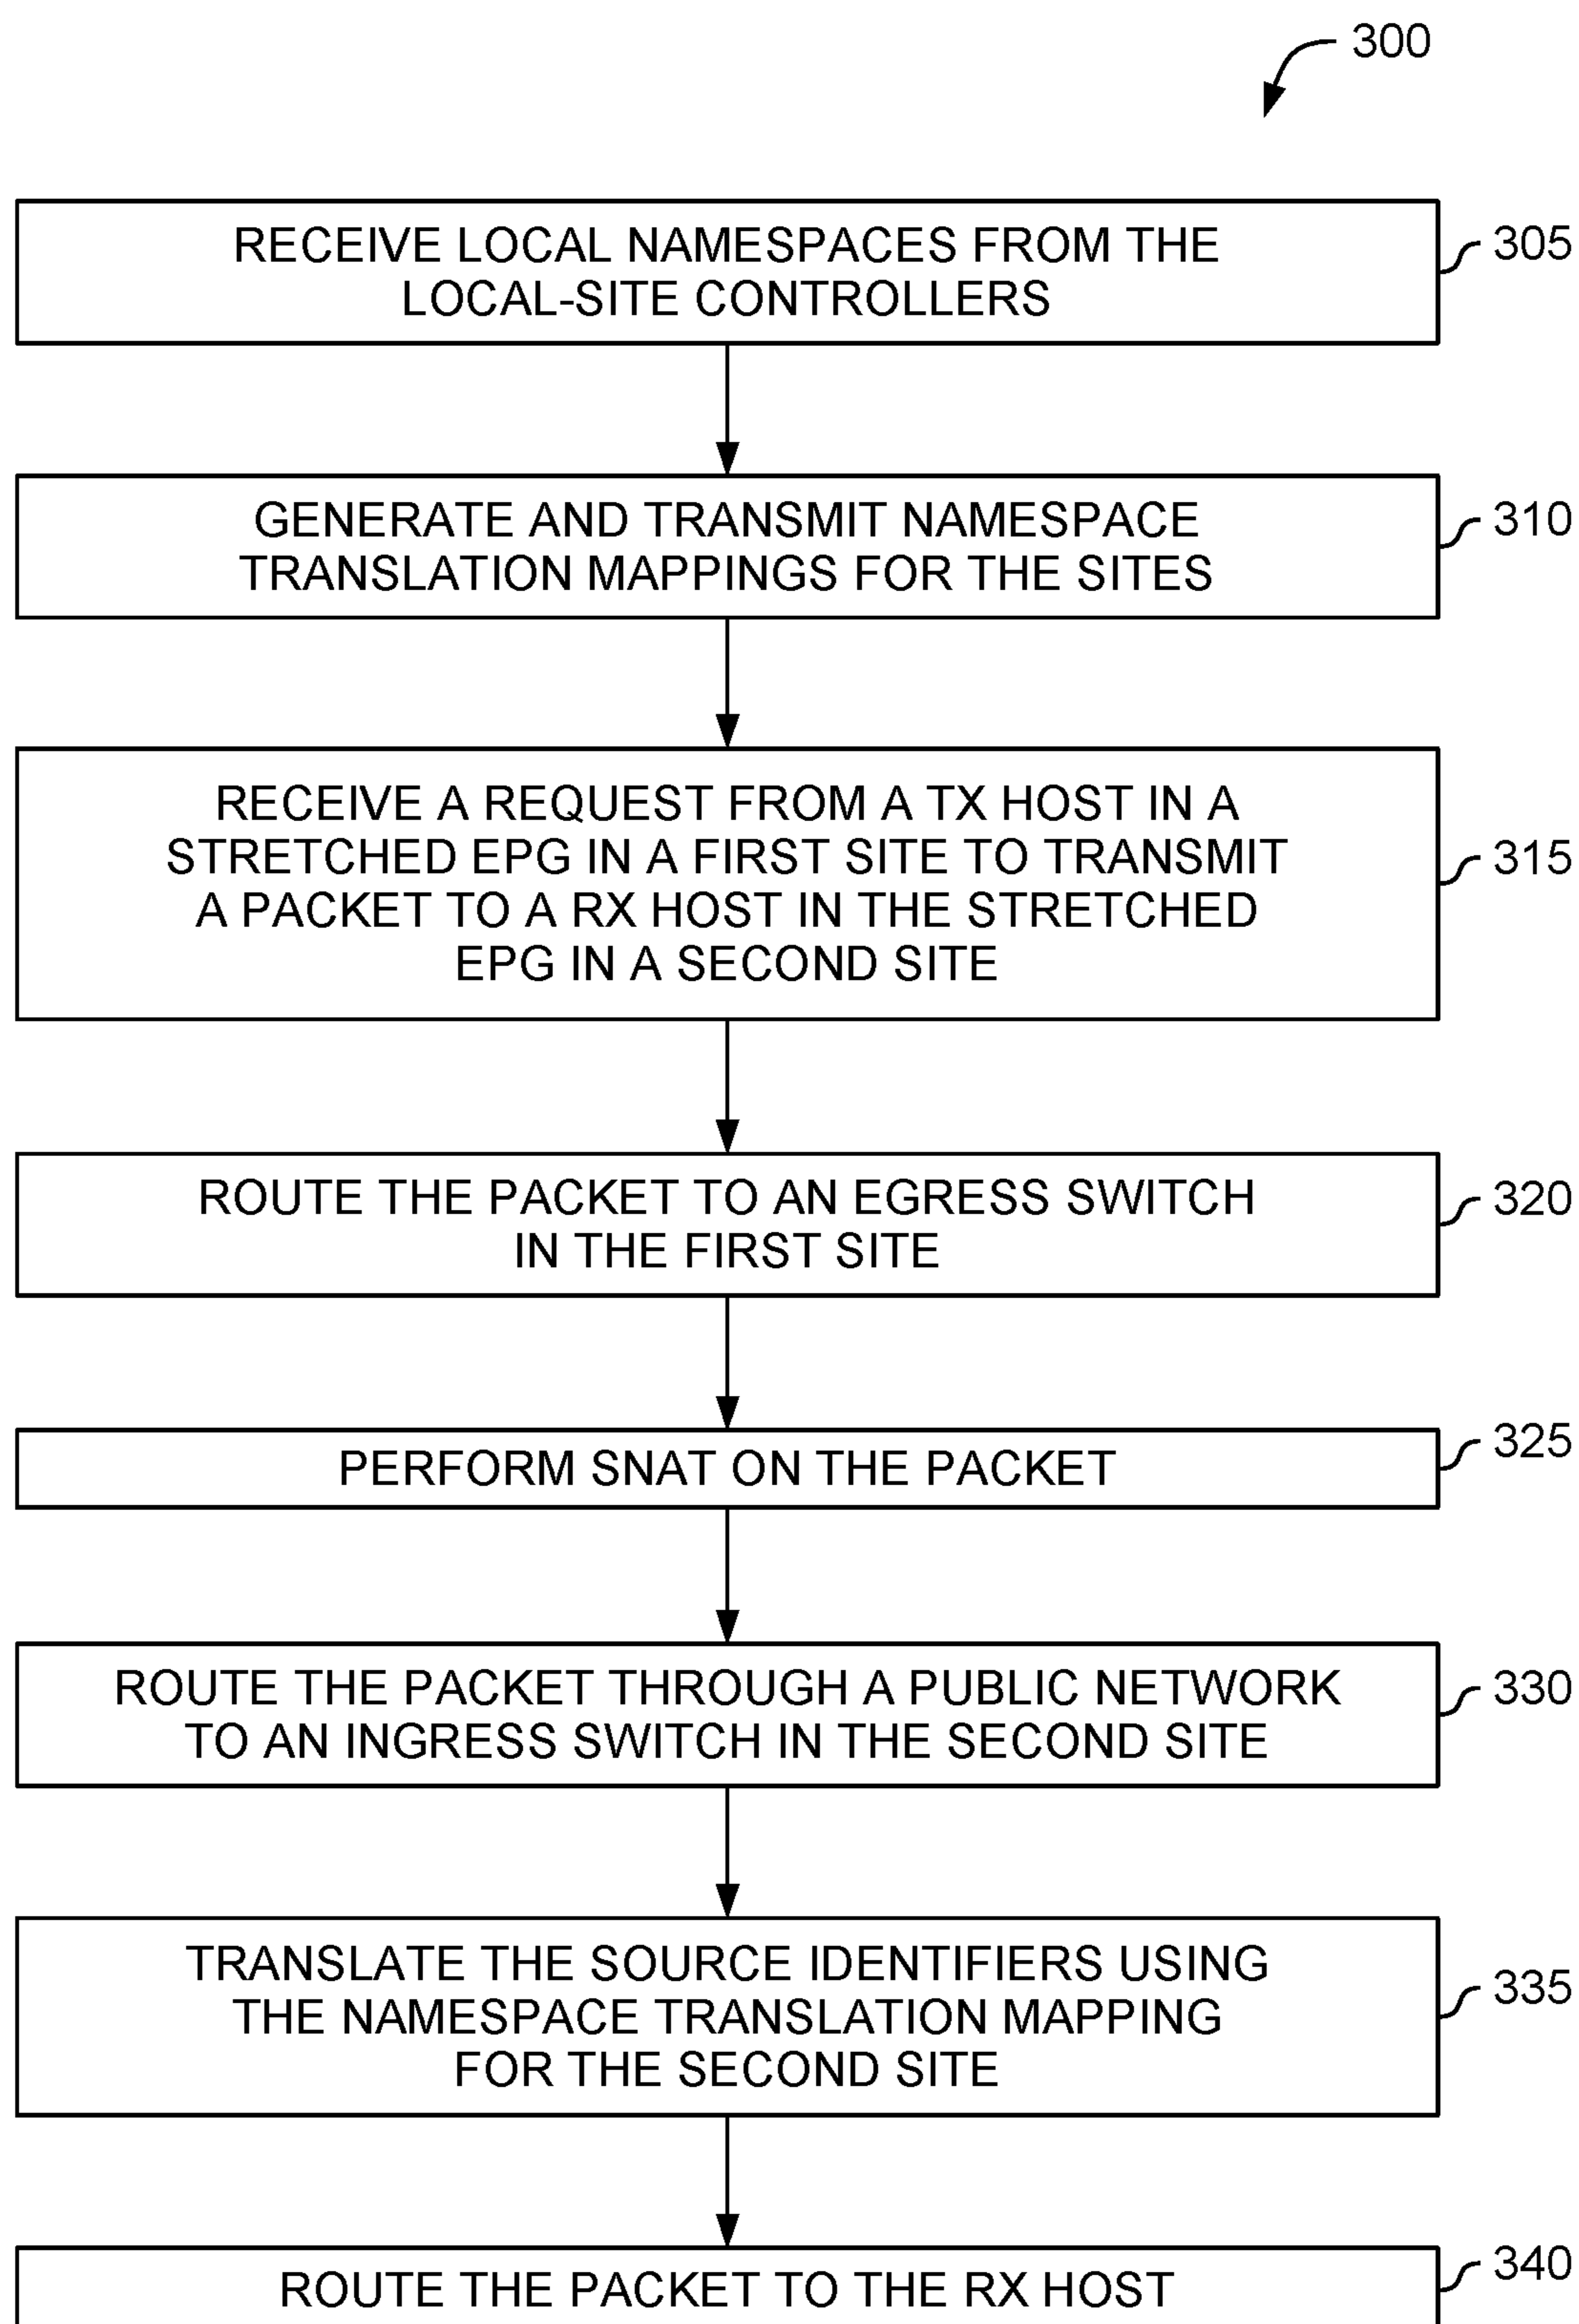 300
RECEIVE LOCAL NAMESPACES FROM THE
LOCAL-SITE CONTROLLERS
305
GENERATE AND TRANSMIT NAMESPACE
TRANSLATION MAPPINGS FOR THE SITES
310
RECEIVE A REQUEST FROM A TX HOST IN A
STRETCHED EPG IN A FIRST SITE TO TRANSMIT
A PACKET TO A RX HOST IN THE STRETCHED
EPG IN A SECOND SITE
315
ROUTE THE PACKET TO AN EGRESS SWITCH
IN THE FIRST SITE
320
PERFORM SNAT ON THE PACKET
325
ROUTE THE PACKET THROUGH A PUBLIC NETWORK
TO AN INGRESS SWITCH IN THE SECOND SITE
330
TRANSLATE THE SOURCE IDENTIFIERS USING
THE NAMESPACE TRANSLATION MAPPING
FOR THE SECOND SITE
335
ROUTE THE PACKET TO THE RX HOST
340